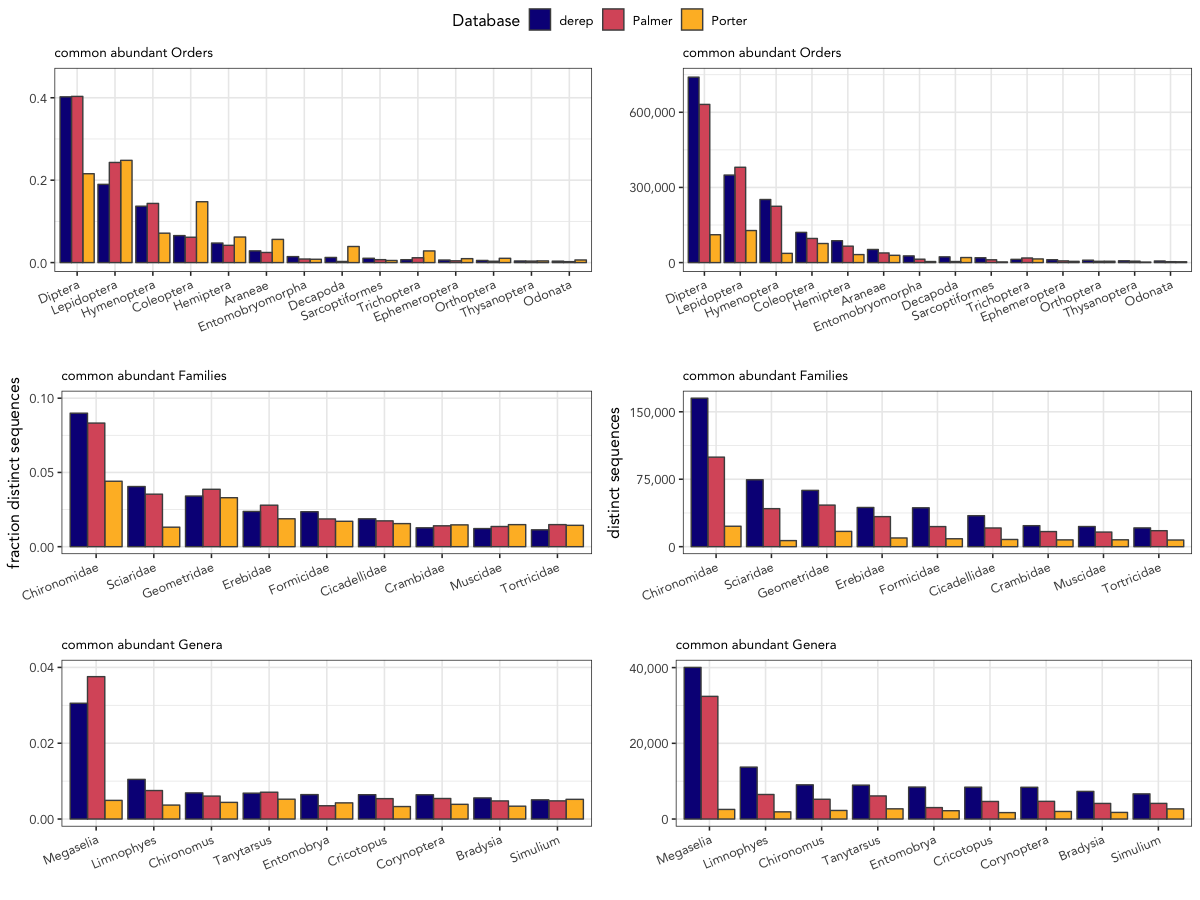 Database derep Palmer Porter
common abundant Orders
0.4
0.2
0.0
Diptera
Lepidoptera
Hymenoptera
Coleoptera
Hemiptera
Araneae
Entomobryomorpha
Decapoda
Sarcoptiformes
Trichoptera
Ephemeroptera
Orthoptera
Thysanoptera
Odonata
common abundant Orders
600,000
300,000
0
Diptera
Lepidoptera
Hymenoptera
Coleoptera
Hemiptera
Araneae
Entomobryomorpha
Decapoda
Sarcoptiformes
Trichoptera
Ephemeroptera
Orthoptera
Thysanoptera
Odonata
fraction distinct sequences
common abundant Families
0.10
0.05
0.00
Chironomidae
Sciaridae
Geometridae
Erebidae
Formicidae
Cicadellidae
Crambidae
Muscidae
Tortricidae
distinct sequences
common abundant Families
150,000
75,000
0
Chironomidae
Sciaridae
Geometridae
Erebidae
Formicidae
Cicadellidae
Crambidae
Muscidae
Tortricidae
common abundant Genera
0.04
0.02
0.00
Megaselia
Limnophyes
Chironomus
Tanytarsus
Entomobrya
Cricotopus
Corynoptera
Bradysia
Simulium
common abundant Genera
40,000
20,000
0
Megaselia
Limnophyes
Chironomus
Tanytarsus
Entomobrya
Cricotopus
Corynoptera
Bradysia
Simulium